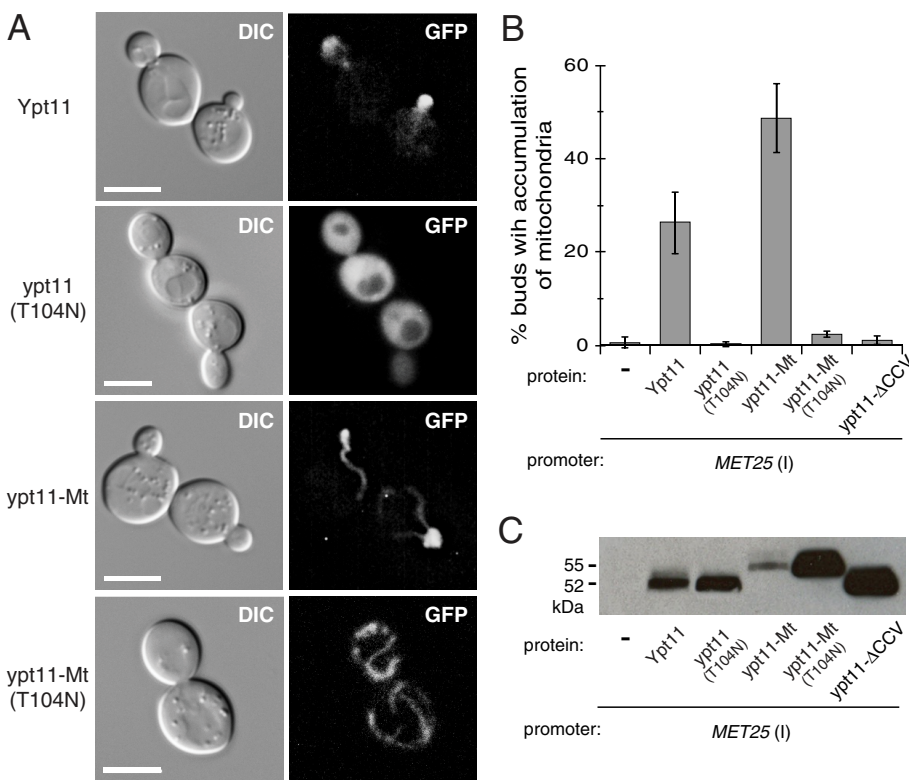 A
DIC
GFP
Ypt11
DIC
GFP
ypt11
(T104N)
DIC
GFP
ypt11-Mt
DIC
GFP
ypt11-Mt
(T104N)
B
% buds wih accumulation
of mitochondria
60
40
20
0
protein:
-
Ypt11
ypt11
(T104N)
ypt11-Mt
ypt11-Mt
(T104N)
ypt11-ΔCCV
promoter:
MET25 (I)
C
55
52
kDa
protein:
-
Ypt11
ypt11
(T104N)
ypt11-Mt
ypt11-Mt
(T104N)
ypt11-ΔCCV
promoter:
MET25 (I)